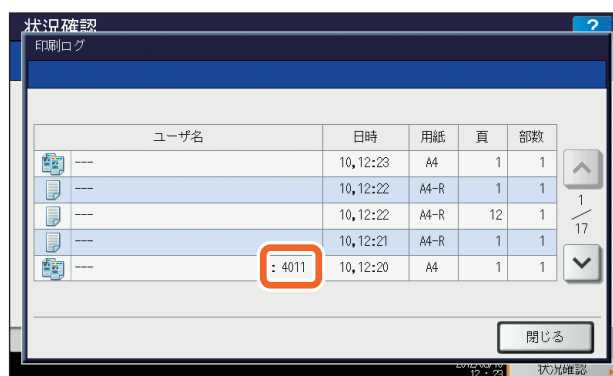 状況確認
?
印刷ログ
ユーザ名 日時 用紙 頁 部数
--- 10,12:23 A4 1 1
--- 10,12:22 A4-R 1 1
--- 10,12:22 A4-R 12 1
--- 10,12:21 A4-R 1 1
--- : 4011 10,12:20 A4 1 1
1
17
閉じる
12:23
状況確認